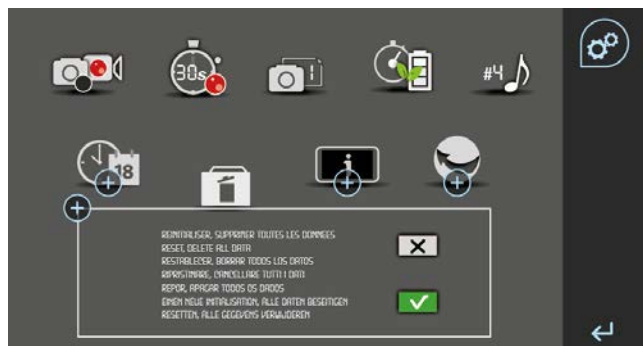 30s
1
#4
18
i
REINITIALISER, SUPPRIMER TOUTES LES DONNEES
RESET, DELETE ALL DATA
RESTABLECER, BORRAR TODOS LOS DATOS
RIPRISTINARE, CANCELLARE TUTTI I DATI
REPOR, APAGAR TODOS OS DADOS
EINEN NEUE INITIALISATION, ALLE DATEN BESEITIGEN
RESETTEN, ALLE GEGEVENS VERWIJDEREN